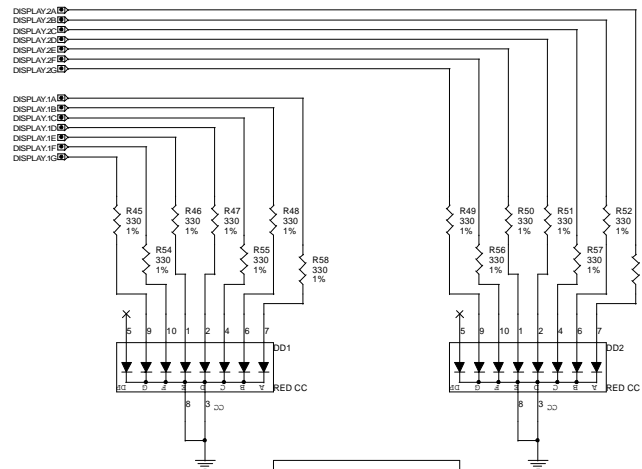 DISPLAY.2A
DISPLAY.2B
DISPLAY.2C
DISPLAY.2D
DISPLAY.2E
DISPLAY.2F
DISPLAY.2G
DISPLAY.1A
DISPLAY.1B
DISPLAY.1C
DISPLAY.1D
DISPLAY.1E
DISPLAY.1F
DISPLAY.1G
R45
330
1%
R46
330
1%
R47
330
1%
R48
330
1%
R54
330
1%
R55
330
1%
R58
330
1%
R49
330
1%
R50
330
1%
R51
330
1%
R52
330
1%
R56
330
1%
R57
330
1%
5 9 10 1 2 4 6 7
DD1
DP G F E D C B A
RED CC
8 3 CC
5 9 10 1 2 4 6 7
DD2
DP G F E D C B A
RED CC
8 3 CC